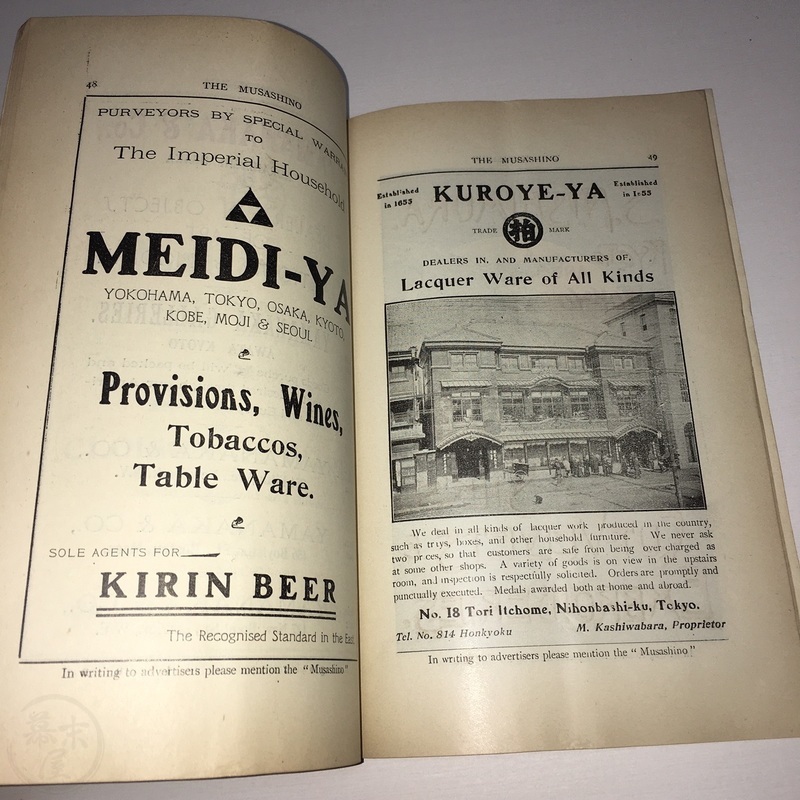 48
THE MUSASHINO
PURVEYORS BY SPECIAL
TO
The Imperial Household
MEIDI-YA
YOKOHAMA, TOKYO, OSAKA, KYOTO,
KOBE, MOJI & SEOUL
Provisions, Wines,
Tobaccos,
Table Ware.
SOLE AGENTS FOR
KIRIN BEER
The Recognised Standard in the
In writing to advertisers please mention the "Musashino"
THE MUSASHINO
49
Established
in 1655
KUROYE-YA
Established
in
TRADE
柏
MARK
DEALERS IN, AND MANUFACTURERS OF,
Lacquer Ware of All Kinds
We deal in all kinds of lacquer work produced in the country,
such as trays, boxes, and other household furniture. We never ask
two prices, so that customers are safe from being over charged as
at some other shops. A variety of goods is on view in the upstairs
room, and inspection is respectfully solicited. Orders are promptly and
punctually executed. Medals awarded both at home and abroad.
No. 18 Tori Itchome, Nihonbashi-ku, Tokyo.
Tel. No. 814 Honkyoku
M. Kashiwabara, Proprietor
In writing to advertisers please mention the "Musashino"
幕末屋